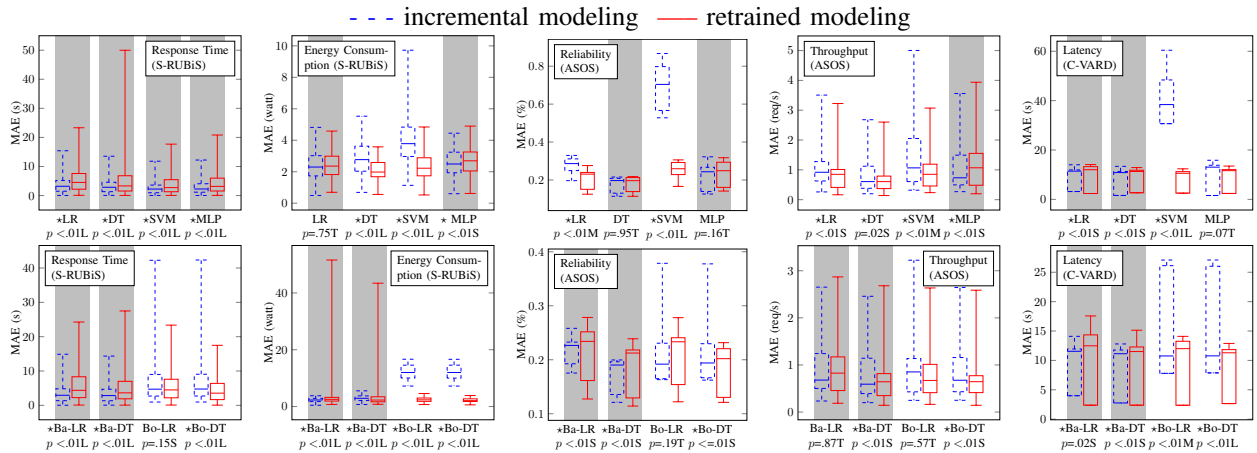 incremental modeling retrained modeling
Response Time (S-RUBiS)
MAE (s)
50
40
30
20
10
0
⋆LR ⋆DT ⋆SVM ⋆MLP
p <.01L p <.01L p <.01L p <.01L
Energy Consum-ption (S-RUBiS)
MAE (watt)
10
8
6
4
2
0
LR ⋆DT ⋆SVM ⋆ MLP
p=.75T p <.01L p <.01L p <.01S
Reliability (ASOS)
MAE (%)
0.8
0.6
0.4
0.2
⋆LR DT ⋆SVM MLP
p <.01M p=.95T p <.01L p=.16T
Throughput (ASOS)
MAE (req/s)
5
4
3
2
1
0
⋆LR ⋆DT ⋆SVM ⋆MLP
p <.01S p=.02S p <.01M p <.01S
Latency (C-VARD)
MAE (s)
60
40
20
0
⋆LR ⋆DT ⋆SVM MLP
p <.01S p <.01S p <.01L p=.07T
Response Time (S-RUBiS)
MAE (s)
40
30
20
10
0
⋆Ba-LR ⋆Ba-DT Bo-LR ⋆Bo-DT
p <.01L p <.01L p=.15S p <.01L
Energy Consum-ption (S-RUBiS)
MAE (watt)
40
20
0
⋆Ba-LR ⋆Ba-DT ⋆Bo-LR ⋆Bo-DT
p <.01L p <.01L p <.01L p <.01L
Reliability (ASOS)
MAE (%)
0.4
0.3
0.2
0.1
⋆Ba-LR ⋆Ba-DT Bo-LR ⋆Bo-DT
p <.01S p <.01S p=.19T p <=.01S
Throughput (ASOS)
MAE (req/s)
3
2
1
0
Ba-LR ⋆Ba-DT Bo-LR ⋆Bo-DT
p=.87T p <.01S p=.57T p <.01S
Latency (C-VARD)
MAE (s)
25
20
15
10
5
0
⋆Ba-LR ⋆Ba-DT ⋆Bo-LR ⋆Bo-DT
p=.02S p <.01S p <.01M p <.01L